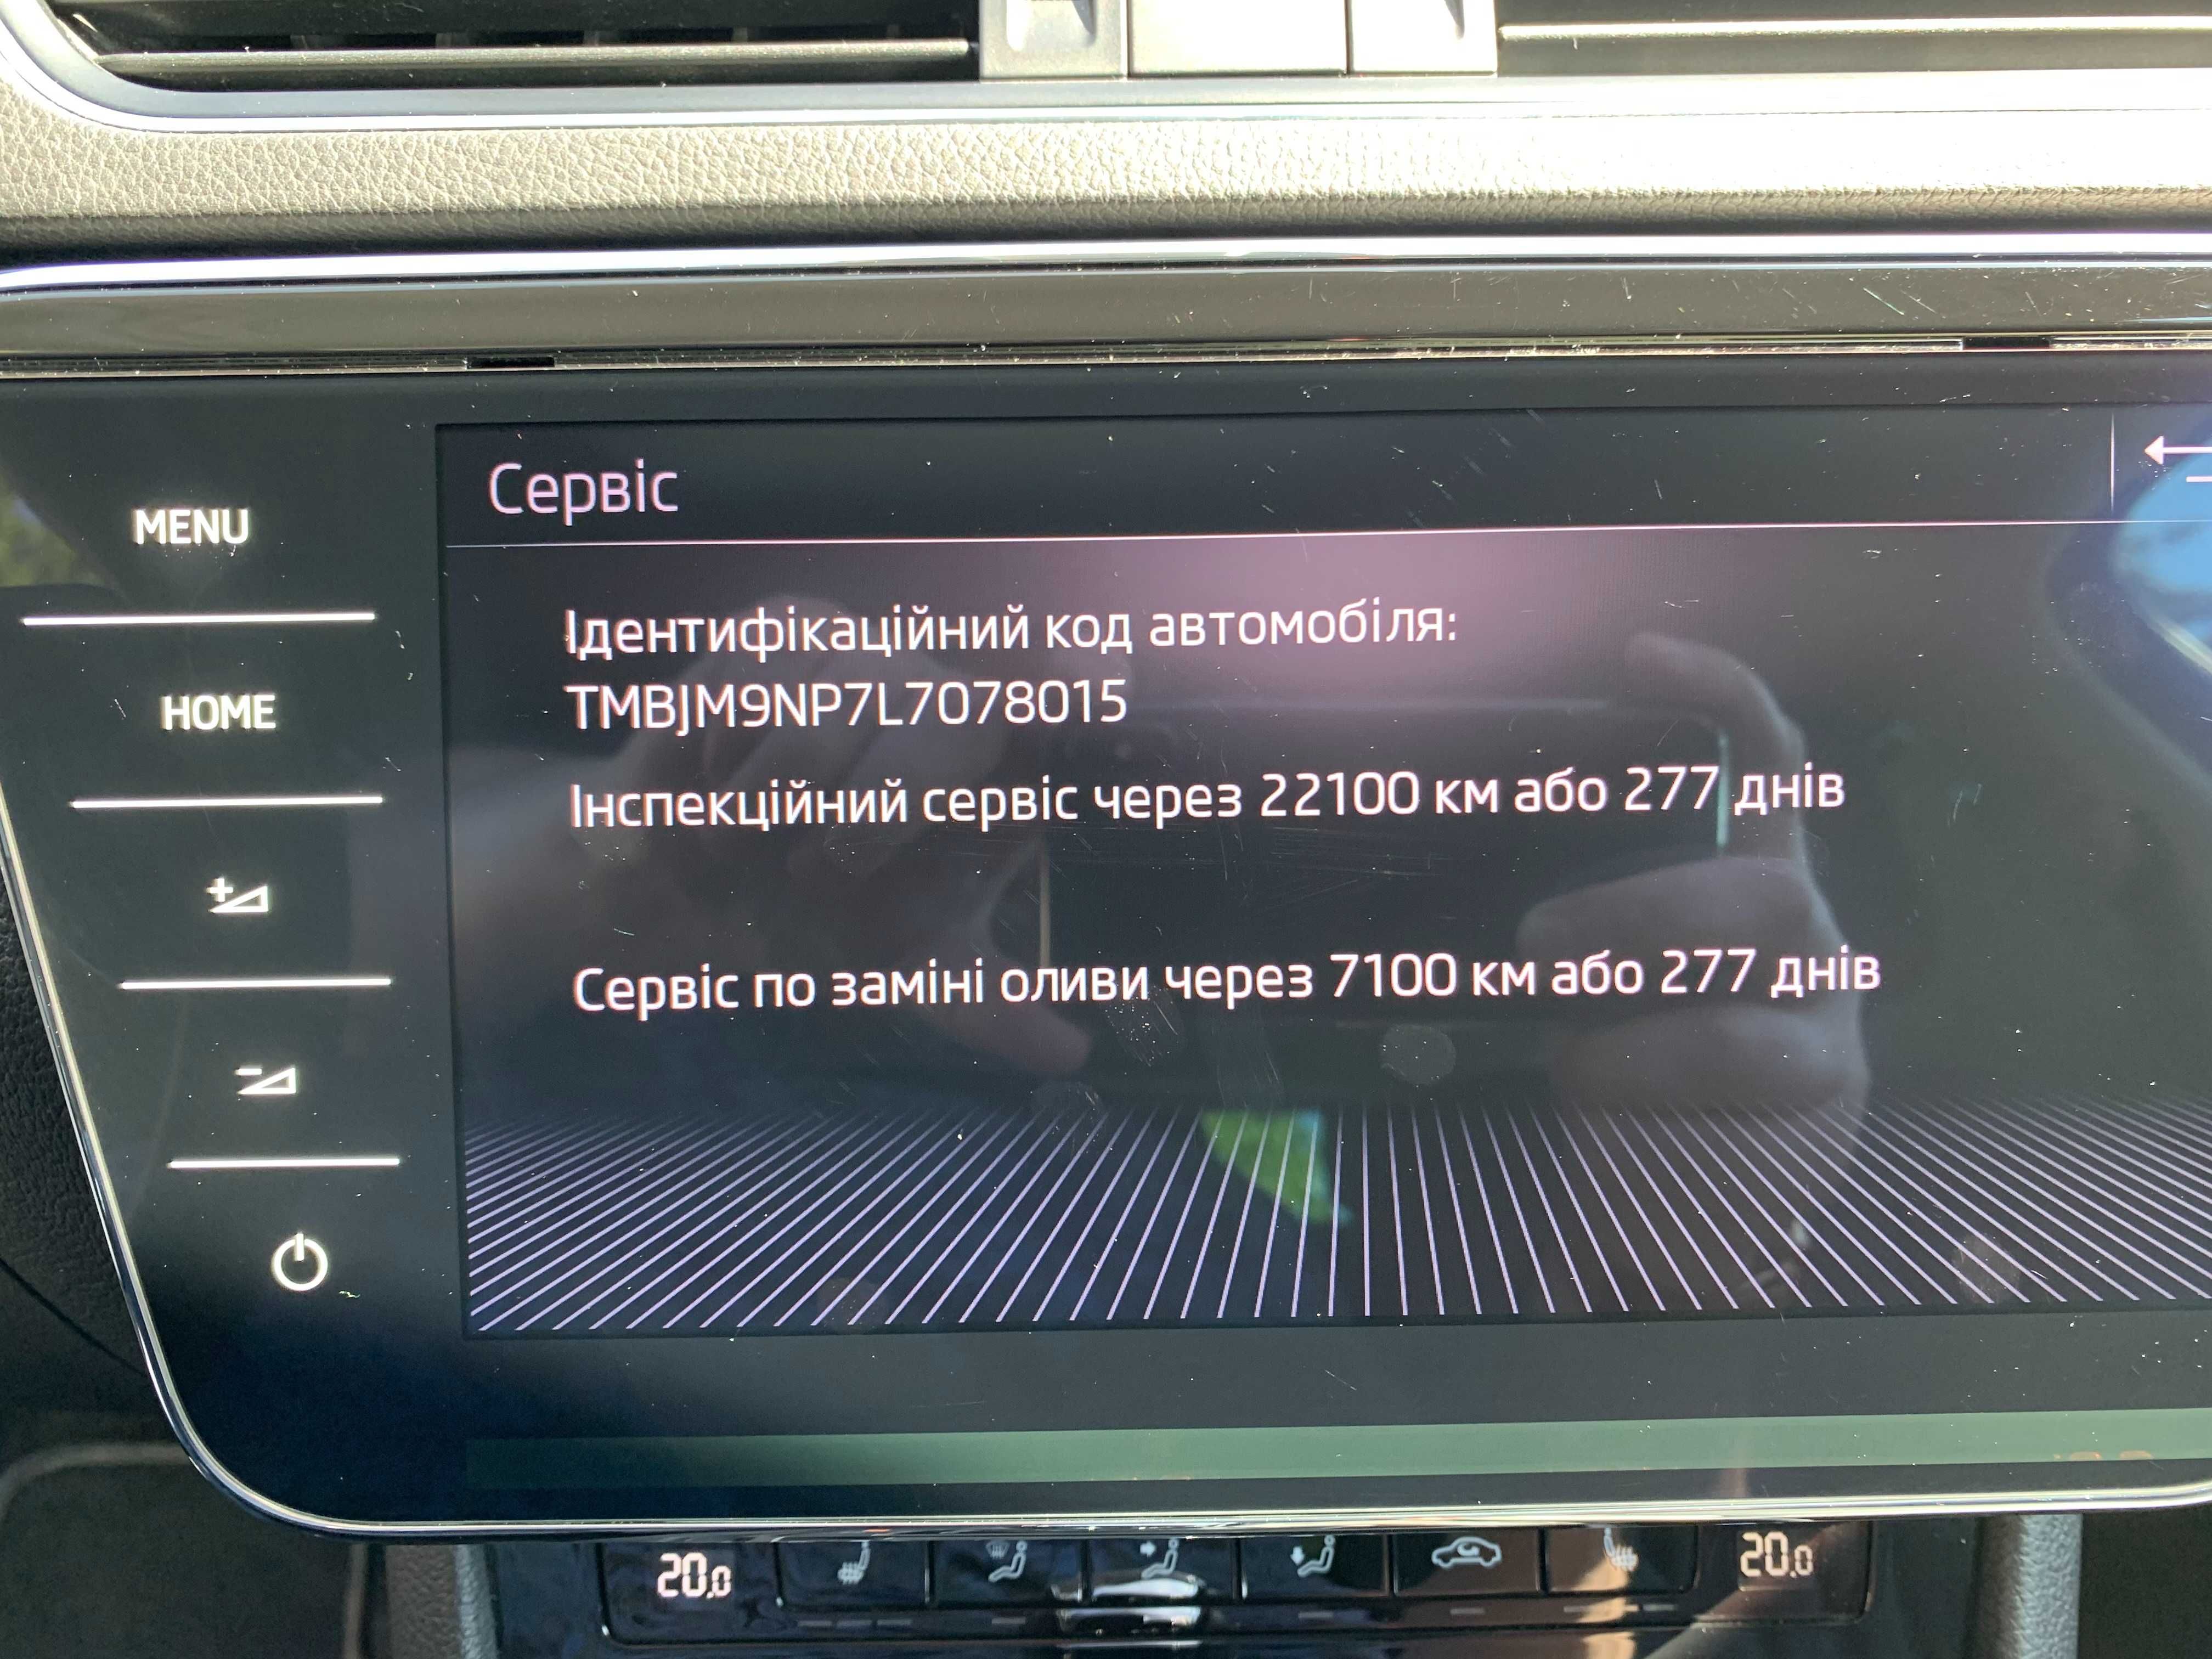 Сервіс
MENU
Ідентифікаційний код автомобіля:
TMBJM9NP7L7078015
HOME
Інспекційний сервіс через 22100 км або 277 днів
Сервіс по заміні оливи через 7100 км або 277 днів
20.0
20.0